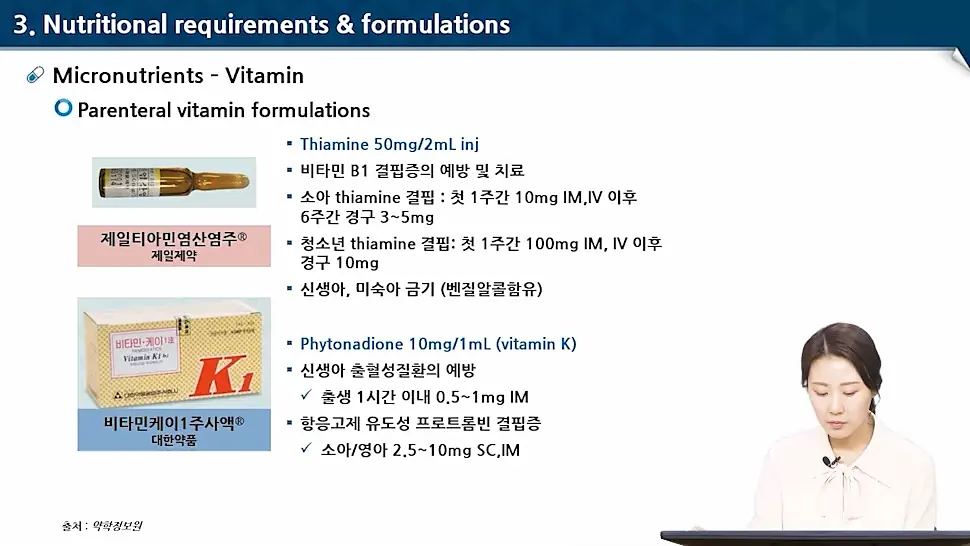 3. Nutritional requirements & formulations
Micronutrients - Vitamin
Parenteral vitamin formulations
Thiamine 50mg/2mL inj
비타민 B1 결핍증의 예방 및 치료
소아 thiamine 결핍 : 첫 1주간 10mg IM,IV 이후
6주간 경구 3~5mg
청소년 thiamine 결핍: 첫 1주간 100mg IM, IV 이후
경구 10mg
신생아, 미숙아 금기 (벤질알콜함유)
제일티아민염산염주®
제일제약
Phytonadione 10mg/1mL (vitamin K)
신생아 출혈성질환의 예방
출생 1시간 이내 0.5~1mg IM
항응고제 유도성 프로트롬빈 결핍증
소아/영아 2.5~10mg SC,IM
비타민·케이1
Vitamin K1
K1
비타민케이1주사액®
대한약품
출처 : 약학정보원